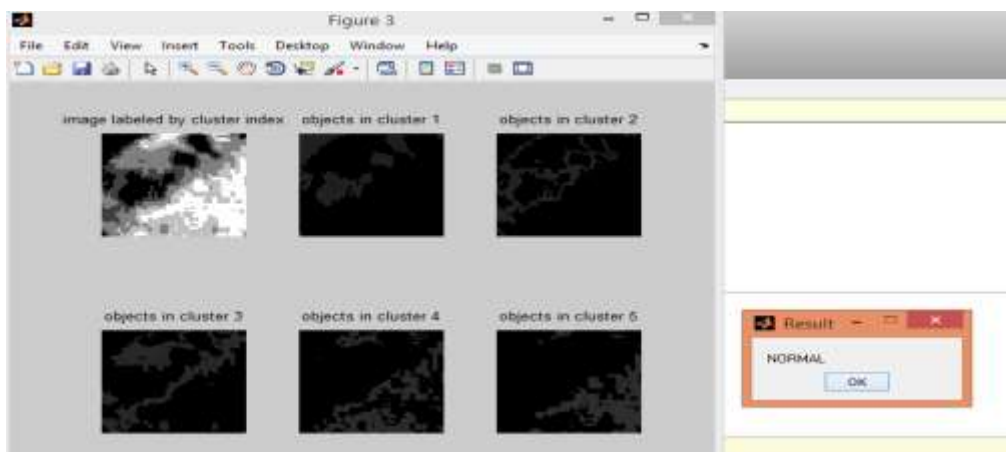 Figure 3
File Edit View Insert Tools Desktop Window Help
image labeled by cluster index objects in cluster 1 objects in cluster 2
objects in cluster 3 objects in cluster 4 objects in cluster 5
Result
NORMAL
OK